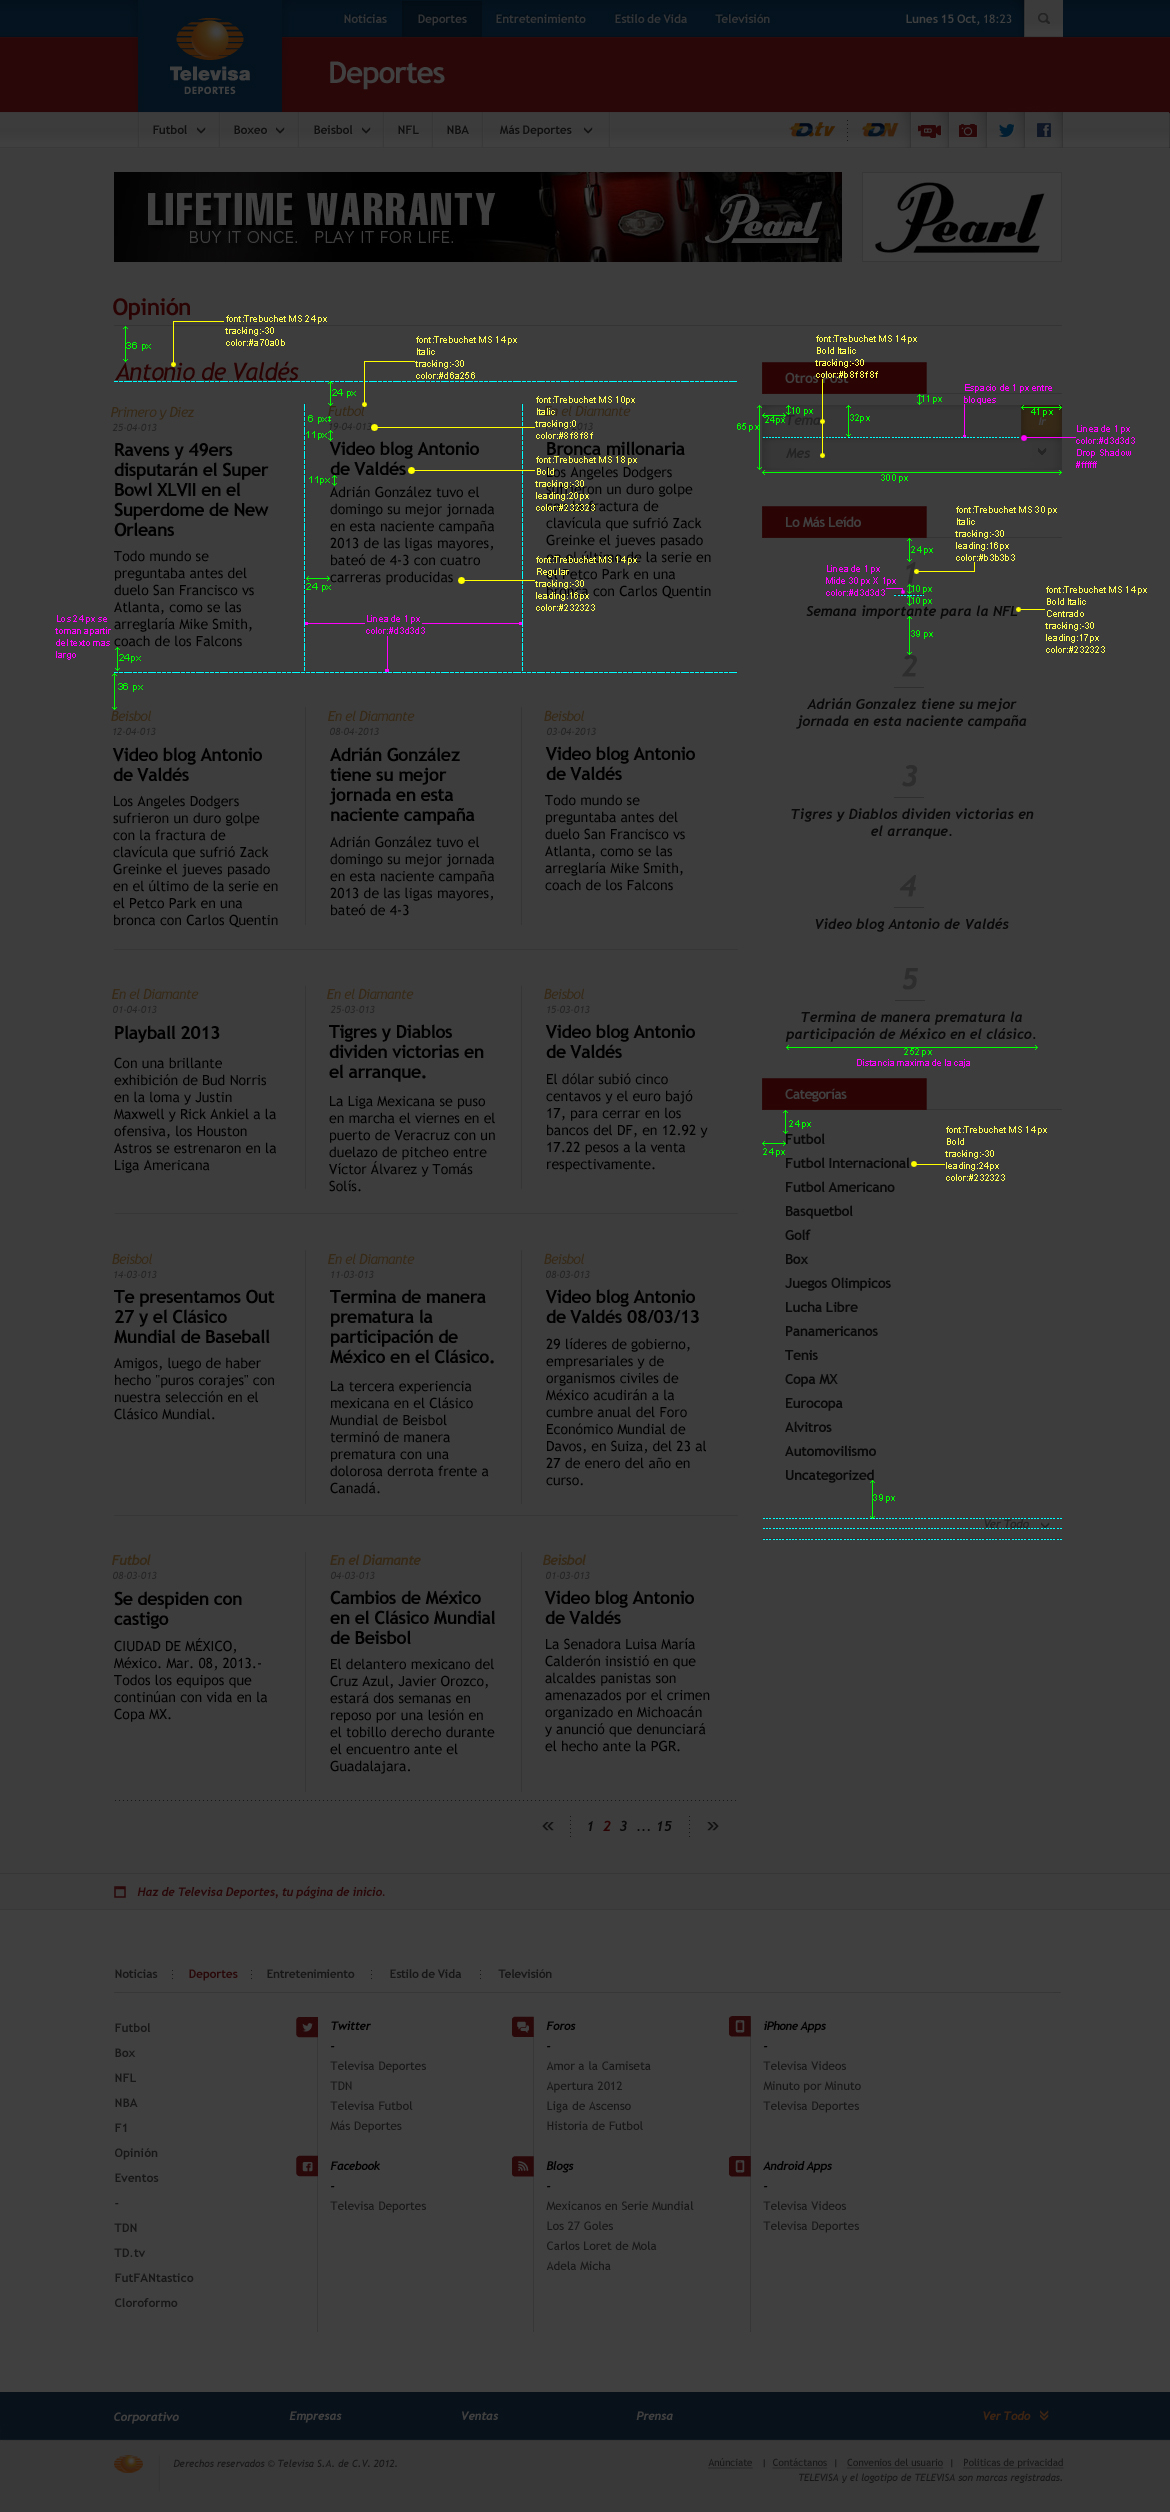 Noticias Deportes Entretenimiento Estilo de Vida Televisión Lunes 15 Oct, 18:23
Televisa
DEPORTES
Deportes
Futbol Boxeo Beisbol NFL NBA Más Deportes
LIFETIME WARRANTY
BUY IT ONCE. PLAY IT FOR LIFE.
Pearl
Pearl
Opinión
font:Trebuchet MS 24 px
tracking:-30
color:#a70a0b
36 px
Antonio de Valdés
font:Trebuchet MS 14 px
Italic
tracking:-30
color:#d6a256
24 px
Primero y Diez
25-04-013
Ravens y 49ers
disputarán el Super
Bowl XLVII en el
Superdome de New
Orleans
Todo mundo se
preguntaba antes del
duelo San Francisco vs
Atlanta, como se las
arreglaría Mike Smith,
coach de los Falcons
Los 24 px se
toman apartir
del texto mas
largo
24px
36 px
Futbol
6 px
11px
Video blog Antonio
de Valdés
11px
Adrián González tuvo el
domingo su mejor jornada
en esta naciente campaña
2013 de las ligas mayores,
bateó de 4-3 con cuatro
carreras producidas
24 px
Linea de 1 px
color:#d3d3d3
font:Trebuchet MS 10px
Italic
tracking:0
color:#8f8f8f
font:Trebuchet MS 18 px
Bold
tracking:-30
leading:20px
color:#232323
font:Trebuchet MS 14 px
Regular
tracking:-30
leading:16px
color:#232323
el Diamante
Bronca millonaria
Los Angeles Dodgers
sufrieron un duro golpe
fractura de
clavícula que sufrió Zack
Greinke el jueves pasado
en el último de la serie en
el Petco Park en una
bronca con Carlos Quentin
font:Trebuchet MS 14 px
Bold Italic
tracking:-30
color:#b8f8f8f
Otros Post
11px
Espacio de 1 px entre
bloques
65 px
10 px
24px
32px
41 px
Tema
Ir
Mes
300 px
Linea de 1 px
color:#d3d3d3
Drop Shadow
#ffffff
Lo Más Leído
24 px
font:Trebuchet MS 30 px
Italic
tracking:-30
leading:16px
color:#b3b3b3
Linea de 1 px
Mide 30 px X 1px
color:#d3d3d3
10 px
10 px
Semana importante para la NFL
font:Trebuchet MS 14 px
Bold Italic
Centrado
tracking:-30
leading:17px
color:#232323
39 px
2
Adrián Gonzalez tiene su mejor
jornada en esta naciente campaña
3
Tigres y Diablos dividen victorias en
el arranque.
4
Video blog Antonio de Valdés
5
Termina de manera prematura la
participación de México en el clásico.
252 px
Distancia maxima de la caja
Beisbol
12-04-013
Video blog Antonio
de Valdés
Los Angeles Dodgers
sufrieron un duro golpe
con la fractura de
clavícula que sufrió Zack
Greinke el jueves pasado
en el último de la serie en
el Petco Park en una
bronca con Carlos Quentin
En el Diamante
08-04-2013
Adrián González
tiene su mejor
jornada en esta
naciente campaña
Adrián González tuvo el
domingo su mejor jornada
en esta naciente campaña
2013 de las ligas mayores,
bateó de 4-3
Beisbol
03-04-2013
Video blog Antonio
de Valdés
Todo mundo se
preguntaba antes del
duelo San Francisco vs
Atlanta, como se las
arreglaría Mike Smith,
coach de los Falcons
En el Diamante
01-04-013
Playball 2013
Con una brillante
exhibición de Bud Norris
en la loma y Justin
Maxwell y Rick Ankiel a la
ofensiva, los Houston
Astros se estrenaron en la
Liga Americana
En el Diamante
25-03-013
Tigres y Diablos
dividen victorias en
el arranque.
La Liga Mexicana se puso
en marcha el viernes en el
puerto de Veracruz con un
duelazo de pitcheo entre
Víctor Álvarez y Tomás
Solís.
Beisbol
15-03-013
Video blog Antonio
de Valdés
El dólar subió cinco
centavos y el euro bajó
17, para cerrar en los
bancos del DF, en 12.92 y
17.22 pesos a la venta
respectivamente.
Categorías
24px
24px
Futbol
Futbol Internacional
Futbol Americano
Basquetbol
Golf
Box
Juegos Olímpicos
Lucha Libre
Panamericanos
Tenis
Copa MX
Eurocopa
Alvitros
Automovilismo
Uncategorized
39 px
Ver Todo
font:Trebuchet MS 14 px
Bold
tracking:-30
leading:24px
color:#232323
Beisbol
14-03-013
Te presentamos Out
27 y el Clásico
Mundial de Baseball
Amigos, luego de haber
hecho "puros corajes" con
nuestra selección en el
Clásico Mundial.
En el Diamante
11-03-013
Termina de manera
prematura la
participación de
México en el Clásico.
La tercera experiencia
mexicana en el Clásico
Mundial de Beisbol
terminó de manera
prematura con una
dolorosa derrota frente a
Canadá.
Beisbol
08-03-013
Video blog Antonio
de Valdés 08/03/13
29 líderes de gobierno,
empresariales y de
organismos civiles de
México acudirán a la
cumbre anual del Foro
Económico Mundial de
Davos, en Suiza, del 23 al
27 de enero del año en
curso.
Futbol
08-03-013
Se despiden con
castigo
CIUDAD DE MÉXICO,
México. Mar. 08, 2013.-
Todos los equipos que
continúan con vida en la
Copa MX.
En el Diamante
04-03-013
Cambios de México
en el Clásico Mundial
de Beisbol
El delantero mexicano del
Cruz Azul, Javier Orozco,
estará dos semanas en
reposo por una lesión en
el tobillo derecho durante
el encuentro ante el
Guadalajara.
Beisbol
01-03-013
Video blog Antonio
de Valdés
La Senadora Luisa María
Calderón insistió en que
alcaldes panistas son
amenazados por el crimen
organizado en Michoacán
y anunció que denunciará
el hecho ante la PGR.
« 1 2 3 ... 15 »
Haz de Televisa Deportes, tu página de inicio.
Noticias Deportes Entretenimiento Estilo de Vida Televisión
Futbol
Box
NFL
NBA
F1
Opinión
Eventos
-
TDN
TD.tv
FutFANtastico
Cloroformo
Twitter
-
Televisa Deportes
TDN
Televisa Futbol
Más Deportes
Foros
-
Amor a la Camiseta
Apertura 2012
Liga de Ascenso
Historia de Futbol
iPhone Apps
-
Televisa Videos
Minuto por Minuto
Televisa Deportes
Facebook
-
Televisa Deportes
Blogs
-
Mexicanos en Serie Mundial
Los 27 Goles
Carlos Loret de Mola
Adela Micha
Android Apps
-
Televisa Videos
Televisa Deportes
Corporativo Empresas Ventas Prensa Ver Todo
Derechos reservados © Televisa S.A. de C.V. 2012.
Anúnciate | Contáctanos | Convenios del usuario | Políticas de privacidad
TELEVISA y el logotipo de TELEVISA son marcas registradas.